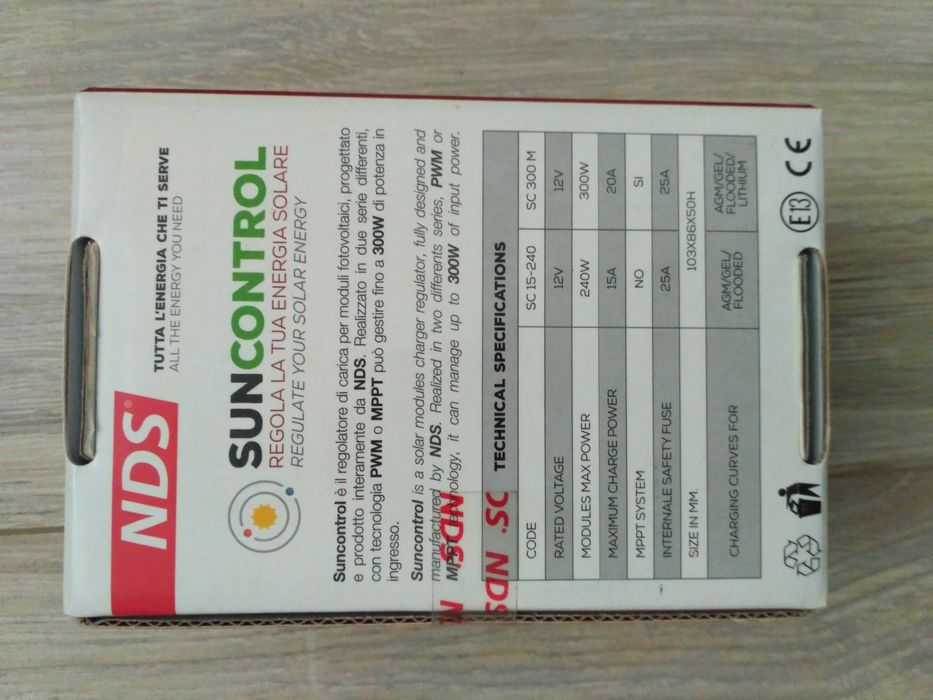 NDS®
TUTTA L'ENERGIA CHE TI SERVE
ALL THE ENERGY YOU NEED
SUNCONTROL
REGOLA LA TUA ENERGIA SOLARE
REGULATE YOUR SOLAR ENERGY
Suncontrol è il regolatore di carica per moduli fotovoltaici, progettato
e prodotto interamente da NDS. Realizzato in due serie differenti,
con tecnologia PWM o MPPT può gestire fino a 300W di potenza in
ingresso.
Suncontrol is a solar modules charger regulator, fully designed and
manufactured by NDS. Realized in two differents series, PWM or
MPPT technology, it can manage up to 300W of input power.
TECHNICAL SPECIFICATIONS
CODE SC 15-240 SC 300 M
RATED VOLTAGE 12V 12V
MODULES MAX POWER 240W 300W
MAXIMUM CHARGE POWER 15A 20A
MPPT SYSTEM NO SI
INTERNALE SAFETY FUSE 25A 25A
SIZE IN MM. 103X86X50H
CHARGING CURVES FOR AGM/GEL/ FLOODED AGM/GEL/ FLOODED/ LITHIUM
E13 CE
NDS
NDS .SC